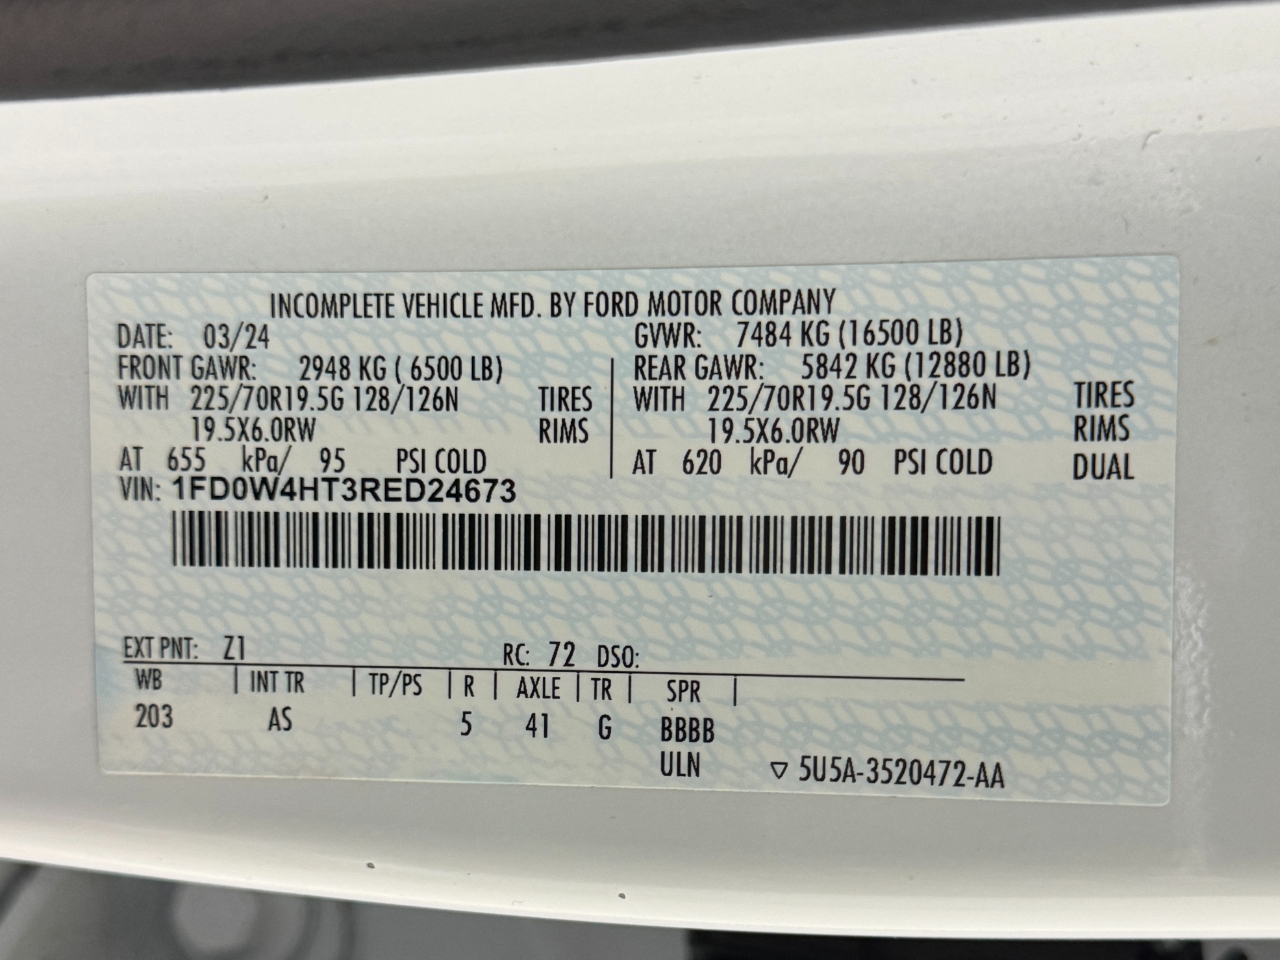 INCOMPLETE VEHICLE MFD. BY FORD MOTOR COMPANY
DATE: 03/24 GVWR: 7484 KG (16500 LB)
FRONT GAWR: 2948 KG ( 6500 LB) REAR GAWR: 5842 KG (12880 LB)
WITH 225/70R19.5G 128/126N TIRES WITH 225/70R19.5G 128/126N TIRES
19.5X6.0RW RIMS 19.5X6.0RW RIMS
AT 655 kPa/ 95 PSI COLD AT 620 kPa/ 90 PSI COLD DUAL
VIN: 1FD0W4HT3RED24673
EXT PNT: Z1 RC: 72 DSO:
WB | INT TR | TP/PS | R | AXLE | TR | SPR |
203 AS 5 41 G BBBB
ULN ▽ 5U5A-3520472-AA